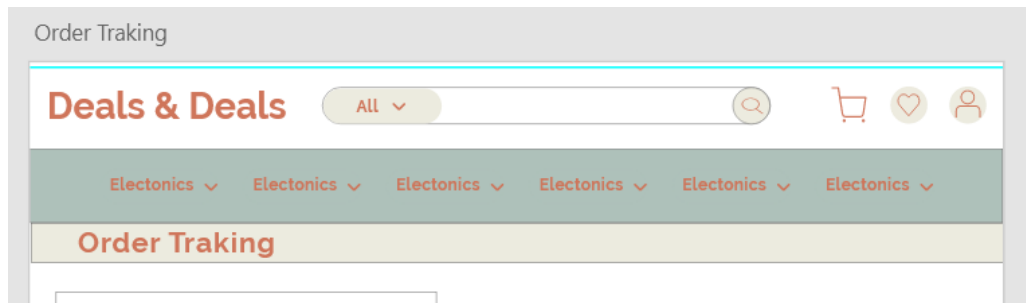 Order Traking
Deals & Deals All
Electonics Electonics Electonics Electonics Electonics Electonics
Order Traking